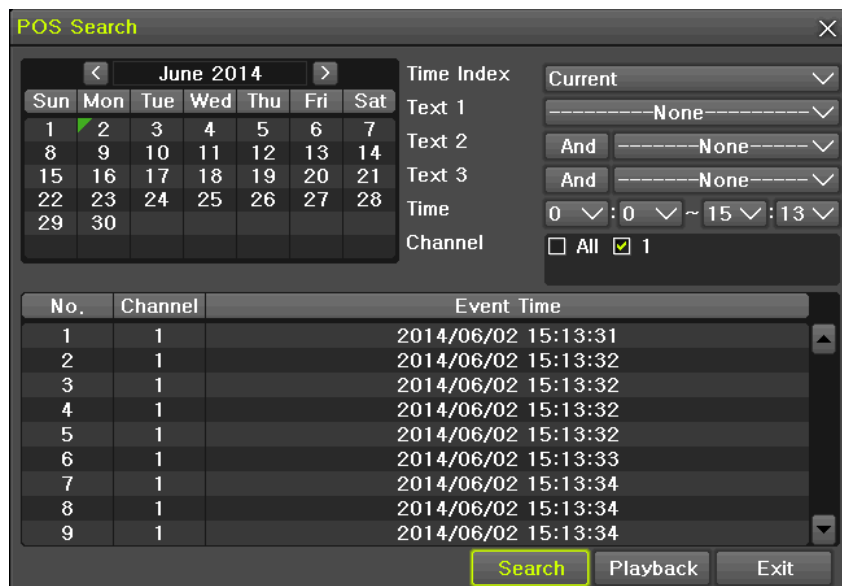 POS Search
< June 2014 >
Sun Mon Tue Wed Thu Fri Sat
1 2 3 4 5 6 7
8 9 10 11 12 13 14
15 16 17 18 19 20 21
22 23 24 25 26 27 28
29 30
Time Index Current
Text 1 -----------None-----------
Text 2 And -------None------
Text 3 And -------None------
Time 0 : 0 ~ 15 : 13
Channel All 1
No. Channel Event Time
1 1 2014/06/02 15:13:31
2 1 2014/06/02 15:13:32
3 1 2014/06/02 15:13:32
4 1 2014/06/02 15:13:32
5 1 2014/06/02 15:13:32
6 1 2014/06/02 15:13:33
7 1 2014/06/02 15:13:34
8 1 2014/06/02 15:13:34
9 1 2014/06/02 15:13:34
Search Playback Exit